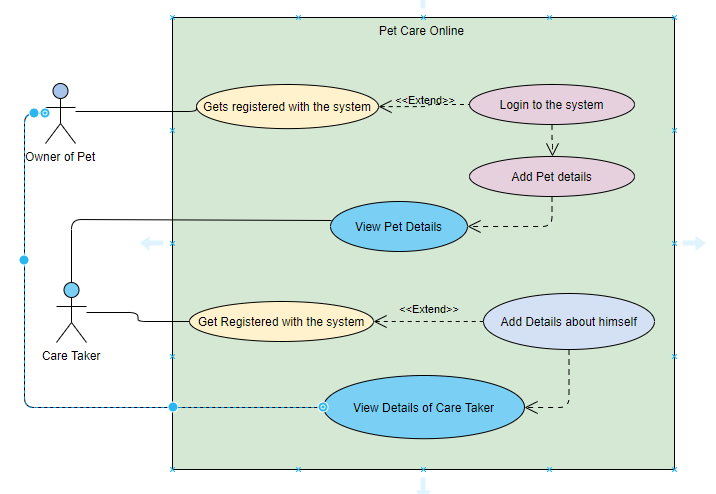 Pet Care Online
Gets registered with the system
<<Extend>>
Login to the system
Owner of Pet
Add Pet details
View Pet Details
<<Extend>>
Get Registered with the system
Add Details about himself
Care Taker
View Details of Care Taker